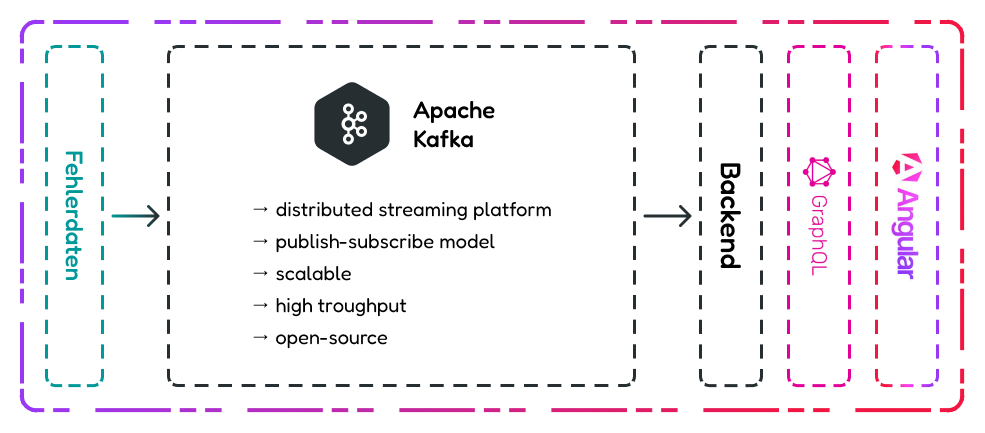 Fehlerdaten
Apache
Kafka
→ distributed streaming platform
→ publish-subscribe model
→ scalable
→ high troughput
→ open-source
Backend
GraphQL
Angular